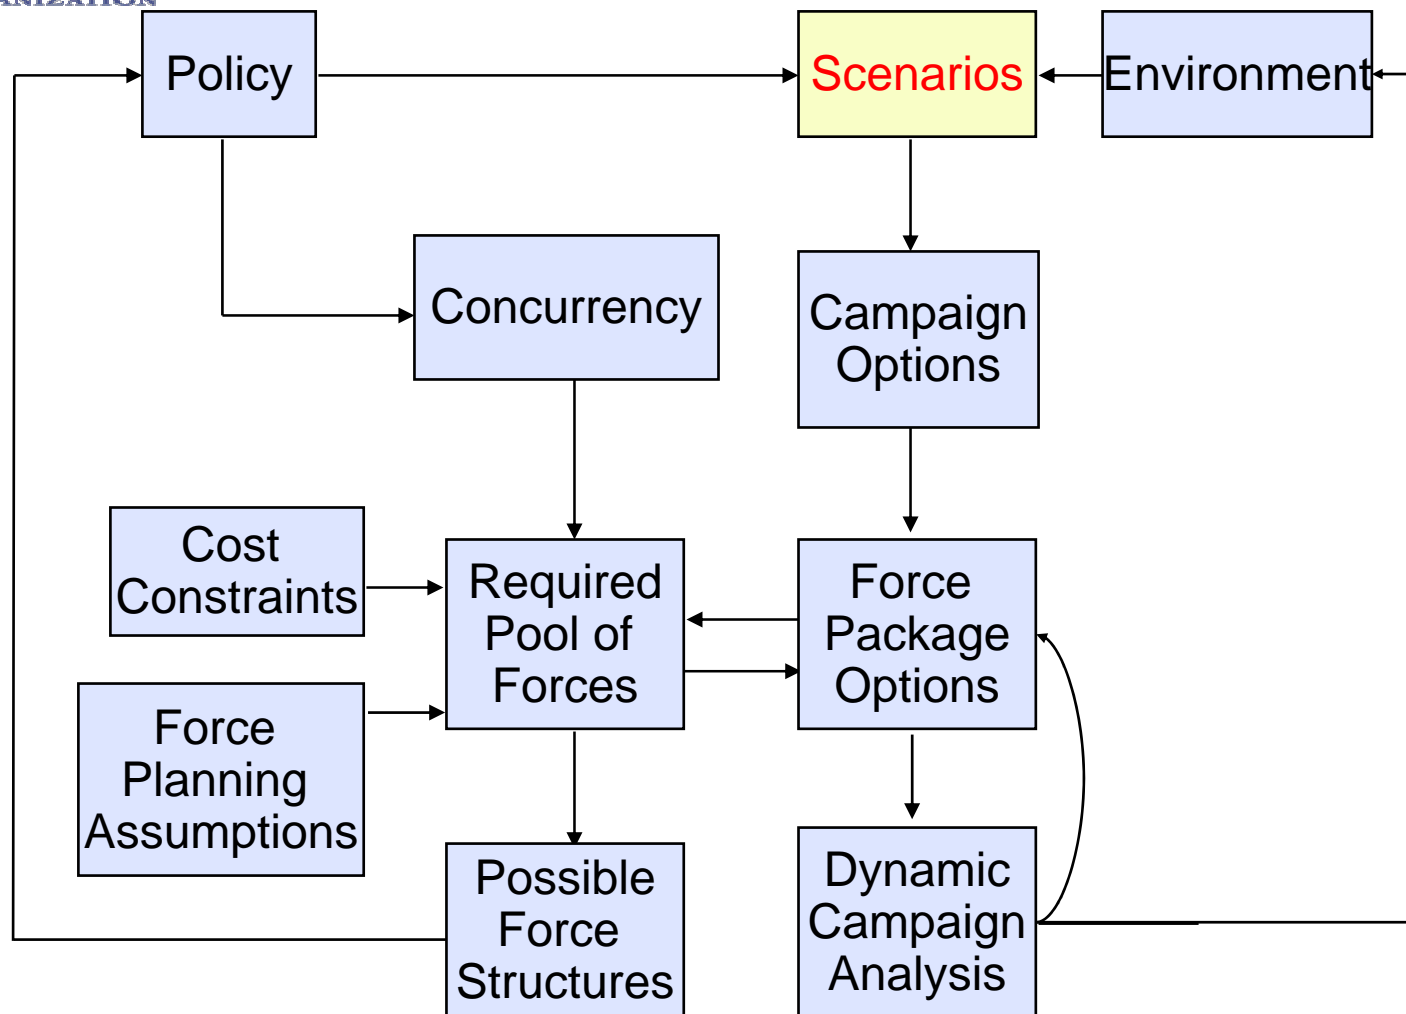 Policy
Scenarios
Environment
Concurrency
Campaign
Options
Cost
Constraints
Required
Pool of
Forces
Force
Package
Options
Force
Planning
Assumptions
Possible
Force
Structures
Dynamic
Campaign
Analysis